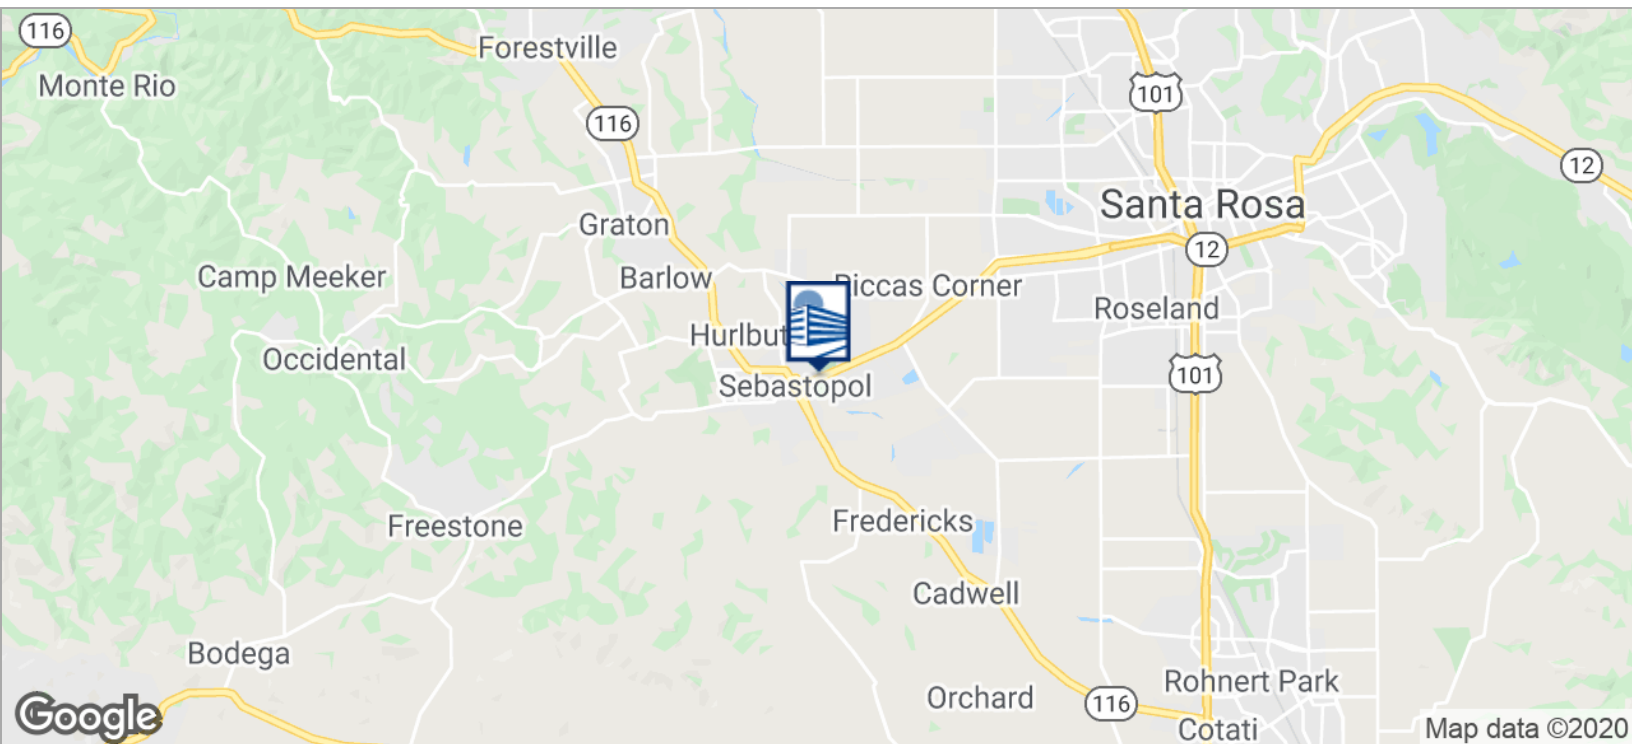 116
Monte Rio
Forestville
101
116
12
Santa Rosa
Graton
12
Camp Meeker
Barlow
Riccas Corner
Roseland
Hurlbut
Occidental
101
Sebastopol
Freestone
Fredericks
Cadwell
Bodega
Rohnert Park
Orchard
116
Google
Cotati
Map data ©2020